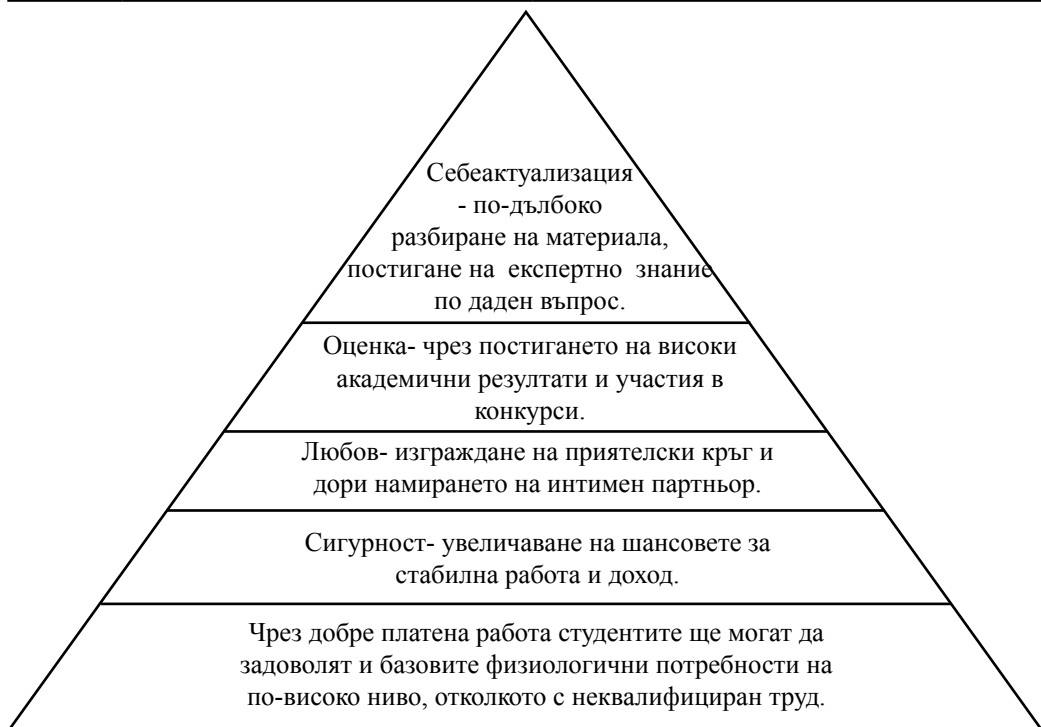 Себеактуализация
- по-дълбоко
разбиране на материала,
постигане на експертно знание
по даден въпрос.
Оценка- чрез постигането на високи
академични резултати и участия в
конкурси.
Любов- изграждане на приятелски кръг и
дори намирането на интимен партньор.
Сигурност- увеличаване на шансовете за
стабилна работа и доход.
Чрез добре платена работа студентите ще могат да
задоволят и базовите физиологични потребности на
по-високо ниво, отколкото с неквалифициран труд.